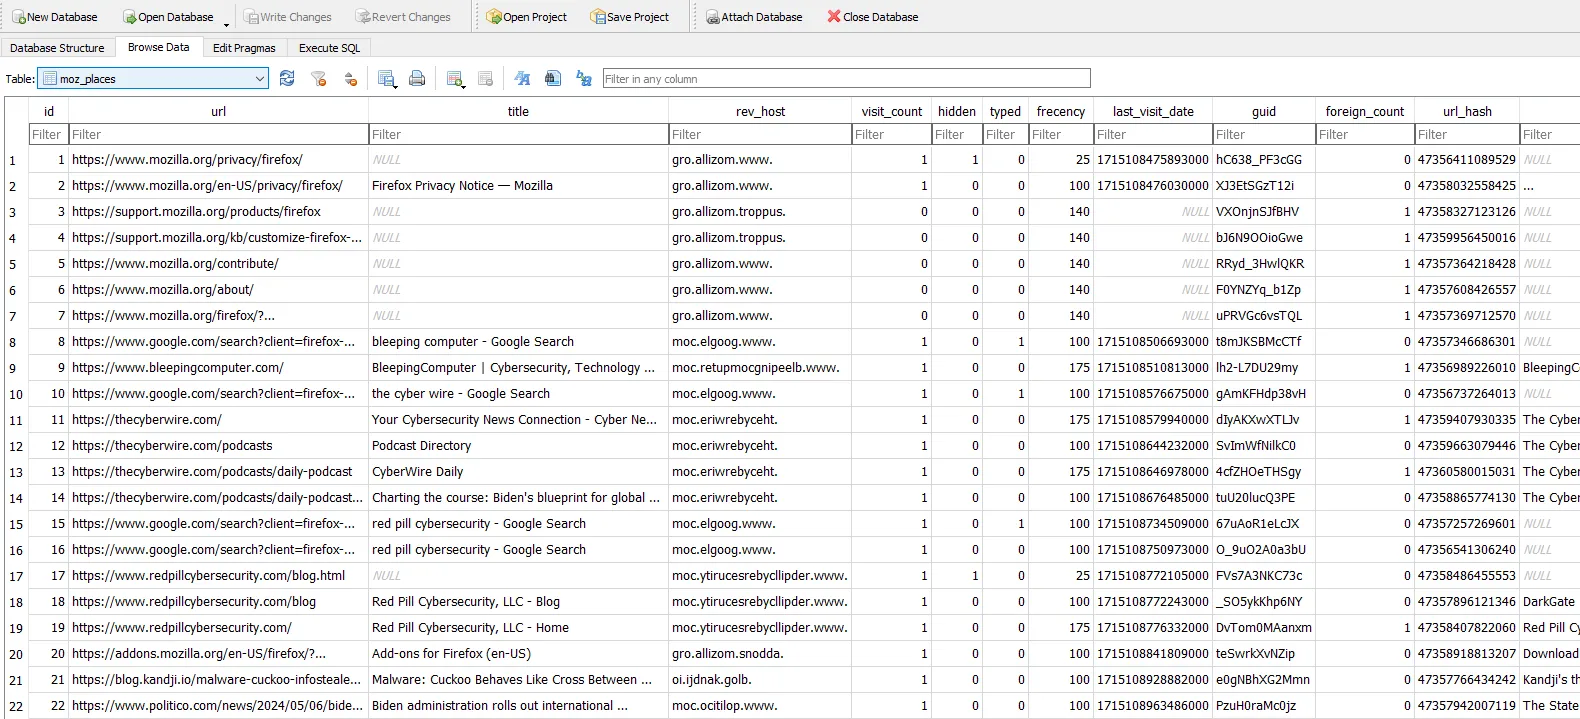 New Database Open Database Write Changes Revert Changes Open Project Save Project Attach Database Close Database
Database Structure Browse Data Edit Pragmas Execute SQL
Table: moz_places Filter in any column
id url title rev_host visit_count hidden typed frecency last_visit_date guid foreign_count url_hash
Filter Filter Filter Filter Filter Filter Filter Filter Filter Filter Filter Filter Filter
1 1 https://www.mozilla.org/privacy/firefox/ NULL gro.allizom.www. 1 1 0 25 1715108475893000 hC638_PF3cGG 0 47356411089529 NULL
2 2 https://www.mozilla.org/en-US/privacy/firefox/ Firefox Privacy Notice — Mozilla gro.allizom.www. 1 0 0 100 1715108476030000 XJ3EtSGzT12i 0 47358032558425 ...
3 3 https://support.mozilla.org/products/firefox NULL gro.allizom.troppus. 0 0 0 140 NULL VXOnjnSJfBHV 1 47358327123126 NULL
4 4 https://support.mozilla.org/kb/customize-firefox-... NULL gro.allizom.troppus. 0 0 0 140 NULL bJ6N9OOioGwe 1 47359956450016 NULL
5 5 https://www.mozilla.org/contribute/ NULL gro.allizom.www. 0 0 0 140 NULL RRyd_3HwlQKR 1 47357364218428 NULL
6 6 https://www.mozilla.org/about/ NULL gro.allizom.www. 0 0 0 140 NULL F0YNZYq_b1Zp 1 47357608426557 NULL
7 7 https://www.mozilla.org/firefox/?... NULL gro.allizom.www. 0 0 0 140 NULL uPRVGc6vsTQL 1 47357369712570 NULL
8 8 https://www.google.com/search?client=firefox-... bleeping computer - Google Search moc.elgoog.www. 1 0 1 100 1715108506693000 t8mJKSBMcCTf 0 47357346686301 NULL
9 9 https://www.bleepingcomputer.com/ BleepingComputer | Cybersecurity, Technology ... moc.retupmocgnipeelb.www. 1 0 0 175 1715108510813000 lh2-L7DU29my 1 47356989226010 BleepingC
10 10 https://www.google.com/search?client=firefox-... the cyber wire - Google Search moc.elgoog.www. 1 0 1 100 1715108576675000 gAmKFHdp38vH 0 47356737264013 NULL
11 11 https://thecyberwire.com/ Your Cybersecurity News Connection - Cyber Ne... moc.eriwrebyceht. 1 0 0 175 1715108579940000 dIyAKXwXTLJv 1 47359407930335 The Cyber
12 12 https://thecyberwire.com/podcasts Podcast Directory moc.eriwrebyceht. 1 0 0 100 1715108644232000 SvImWfNilkC0 0 47359663079446 The Cyber
13 13 https://thecyberwire.com/podcasts/daily-podcast CyberWire Daily moc.eriwrebyceht. 1 0 0 175 1715108646978000 4cfZHOeTHSgy 1 47360580015031 The Cyber
14 14 https://thecyberwire.com/podcasts/daily-podcast... Charting the course: Biden's blueprint for global ... moc.eriwrebyceht. 1 0 0 100 1715108676485000 tuU20lucQ3PE 0 47358865774130 The Cyber
15 15 https://www.google.com/search?client=firefox-... red pill cybersecurity - Google Search moc.elgoog.www. 1 0 1 100 1715108734509000 67uAoR1eLcJX 0 47357257269601 NULL
16 16 https://www.google.com/search?client=firefox-... red pill cybersecurity - Google Search moc.elgoog.www. 1 0 0 100 1715108750973000 O_9uO2A0a3bU 0 47356541306240 NULL
17 17 https://www.redpillcybersecurity.com/blog.html NULL moc.ytirucesrebycllipder.www. 1 1 0 25 1715108772105000 FVs7A3NKC73c 0 47358486455553 NULL
18 18 https://www.redpillcybersecurity.com/blog Red Pill Cybersecurity, LLC - Blog moc.ytirucesrebycllipder.www. 1 0 0 100 1715108772243000 _SO5ykKhp6NY 0 47357896121346 DarkGate
19 19 https://www.redpillcybersecurity.com/ Red Pill Cybersecurity, LLC - Home moc.ytirucesrebycllipder.www. 1 0 0 175 1715108776332000 DvTom0MAanxm 1 47358407822060 Red Pill Cy
20 20 https://addons.mozilla.org/en-US/firefox/?... Add-ons for Firefox (en-US) gro.allizom.snodda. 1 0 0 100 1715108841809000 teSwrkXvNZip 0 47358918813207 Download
21 21 https://blog.kandji.io/malware-cuckoo-infosteale... Malware: Cuckoo Behaves Like Cross Between ... oi.ijdnak.golb. 1 0 0 100 1715108928882000 e0gNBhXG2Mmn 0 47357766434242 Kandji's th
22 22 https://www.politico.com/news/2024/05/06/bide... Biden administration rolls out international ... moc.ocitilop.www. 1 0 0 100 1715108963486000 PzuH0raMc0jz 0 47357942007119 The State